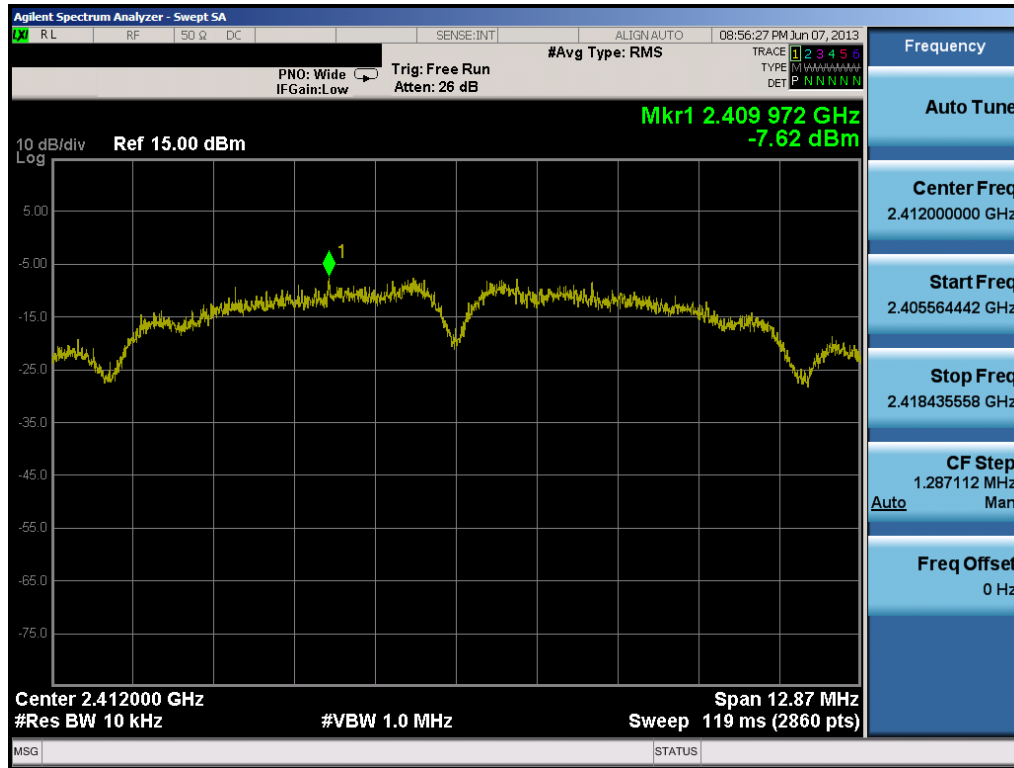 Agilent Spectrum Analyzer - Swept SA
LXI RL RF 50 Ω DC SENSE:INT ALIGN AUTO 08:56:27 PM Jun 07, 2013
PNO: Wide
IFGain:Low
Trig: Free Run
Atten: 26 dB
#Avg Type: RMS
TRACE 1 2 3 4 5 6
TYPE M WWWWW
DET P N N N N N
Mkr1 2.409 972 GHz
-7.62 dBm
10 dB/div Ref 15.00 dBm
Log
1
5.00
-5.00
-15.0
-25.0
-35.0
-45.0
-55.0
-65.0
-75.0
Center 2.412000 GHz Span 12.87 MHz
#Res BW 10 kHz #VBW 1.0 MHz Sweep 119 ms (2860 pts)
MSG STATUS
Frequency
Auto Tune
Center Freq
2.412000000 GHz
Start Freq
2.405564442 GHz
Stop Freq
2.418435558 GHz
CF Step
1.287112 MHz
Auto Man
Freq Offset
0 Hz